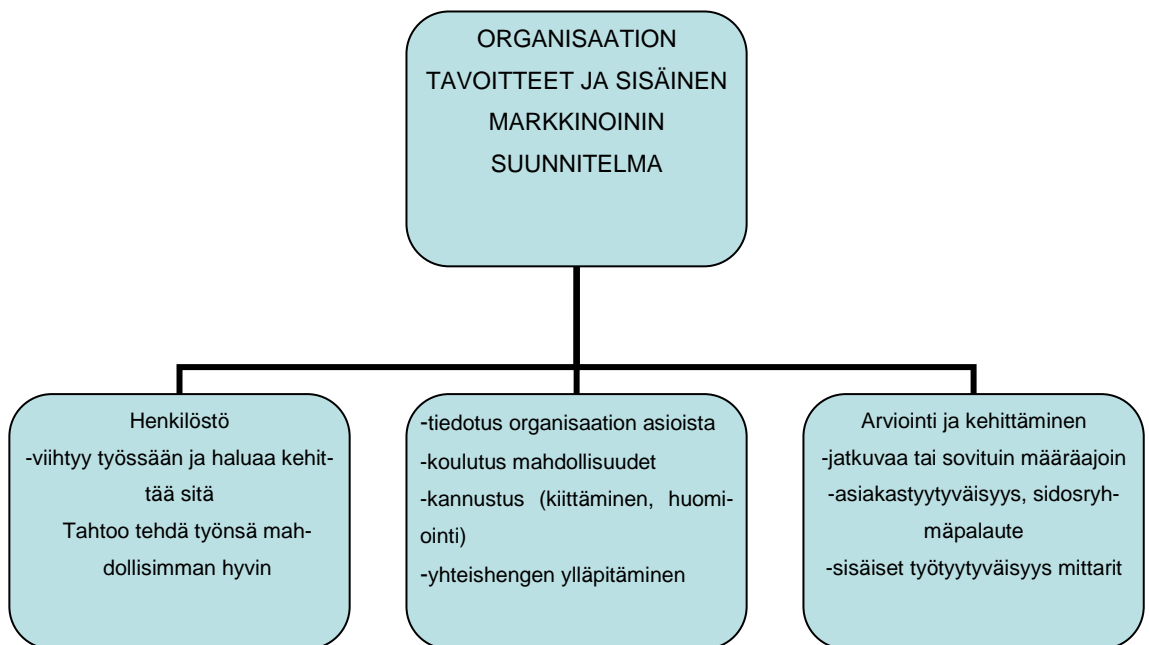 ORGANISAATION
TAVOITTEET JA SISÄINEN
MARKKINOININ
SUUNNITELMA
Henkilöstö
-viihtyy työssään ja haluaa kehit-
tää sitä
Tahtoo tehdä työnsä mah-
dollisimman hyvin
-tiedotus organisaation asioista
-koulutus mahdollisuudet
-kannustus (kiittäminen, huomi-
ointi)
-yhteishengen ylläpitäminen
Arviointi ja kehittäminen
-jatkuvaa tai sovituin määräajoin
-asiakastyytyväisyys, sidosryh-
mäpalaute
-sisäiset työtyytyväisyys mittarit